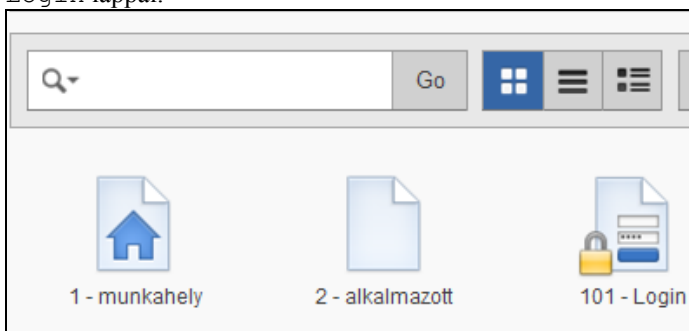 Login lappal.
Go
1 - munkahely
2 - alkalmazott
101 - Login